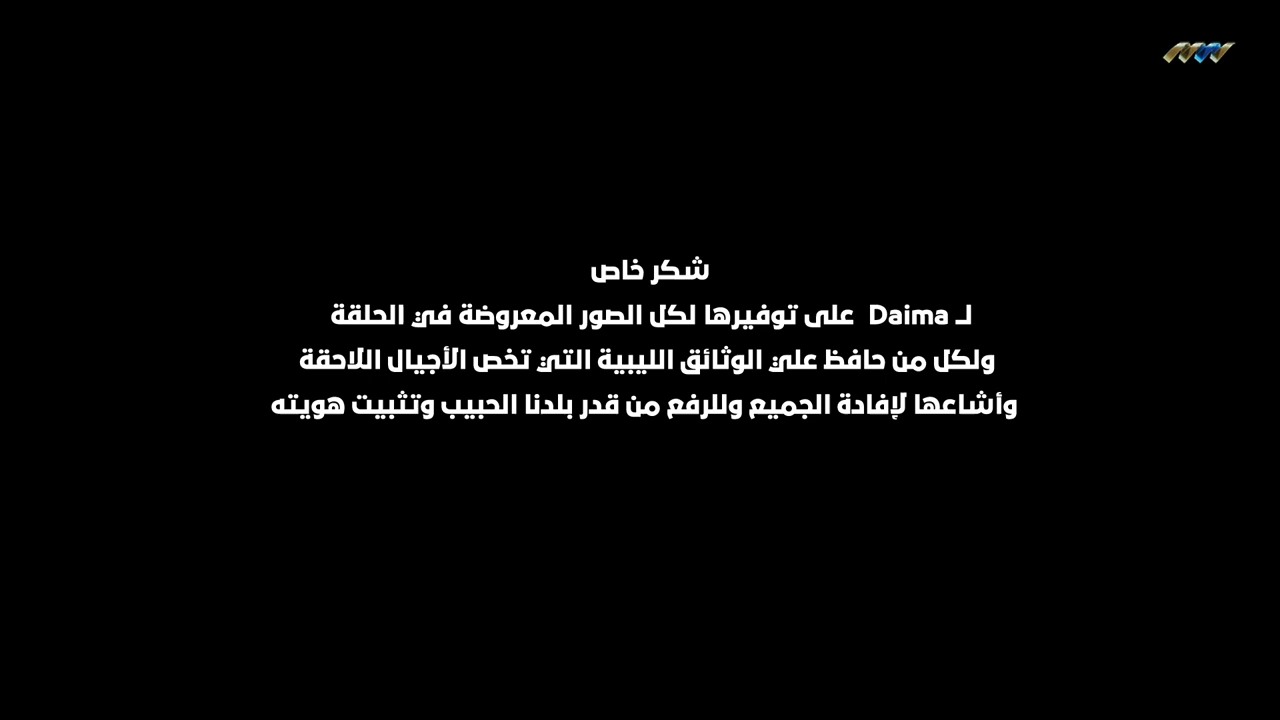 شكر خاص
لـ Daima على توفيرها لكل الصور المعروضة في الحلقة
ولكل من حافظ علي الوثائق الليبية التي تخص الأجيال اللاحقة
وأشاعها لإفادة الجميع وللرفع من قدر بلدنا الحبيب وتثبيت هويته